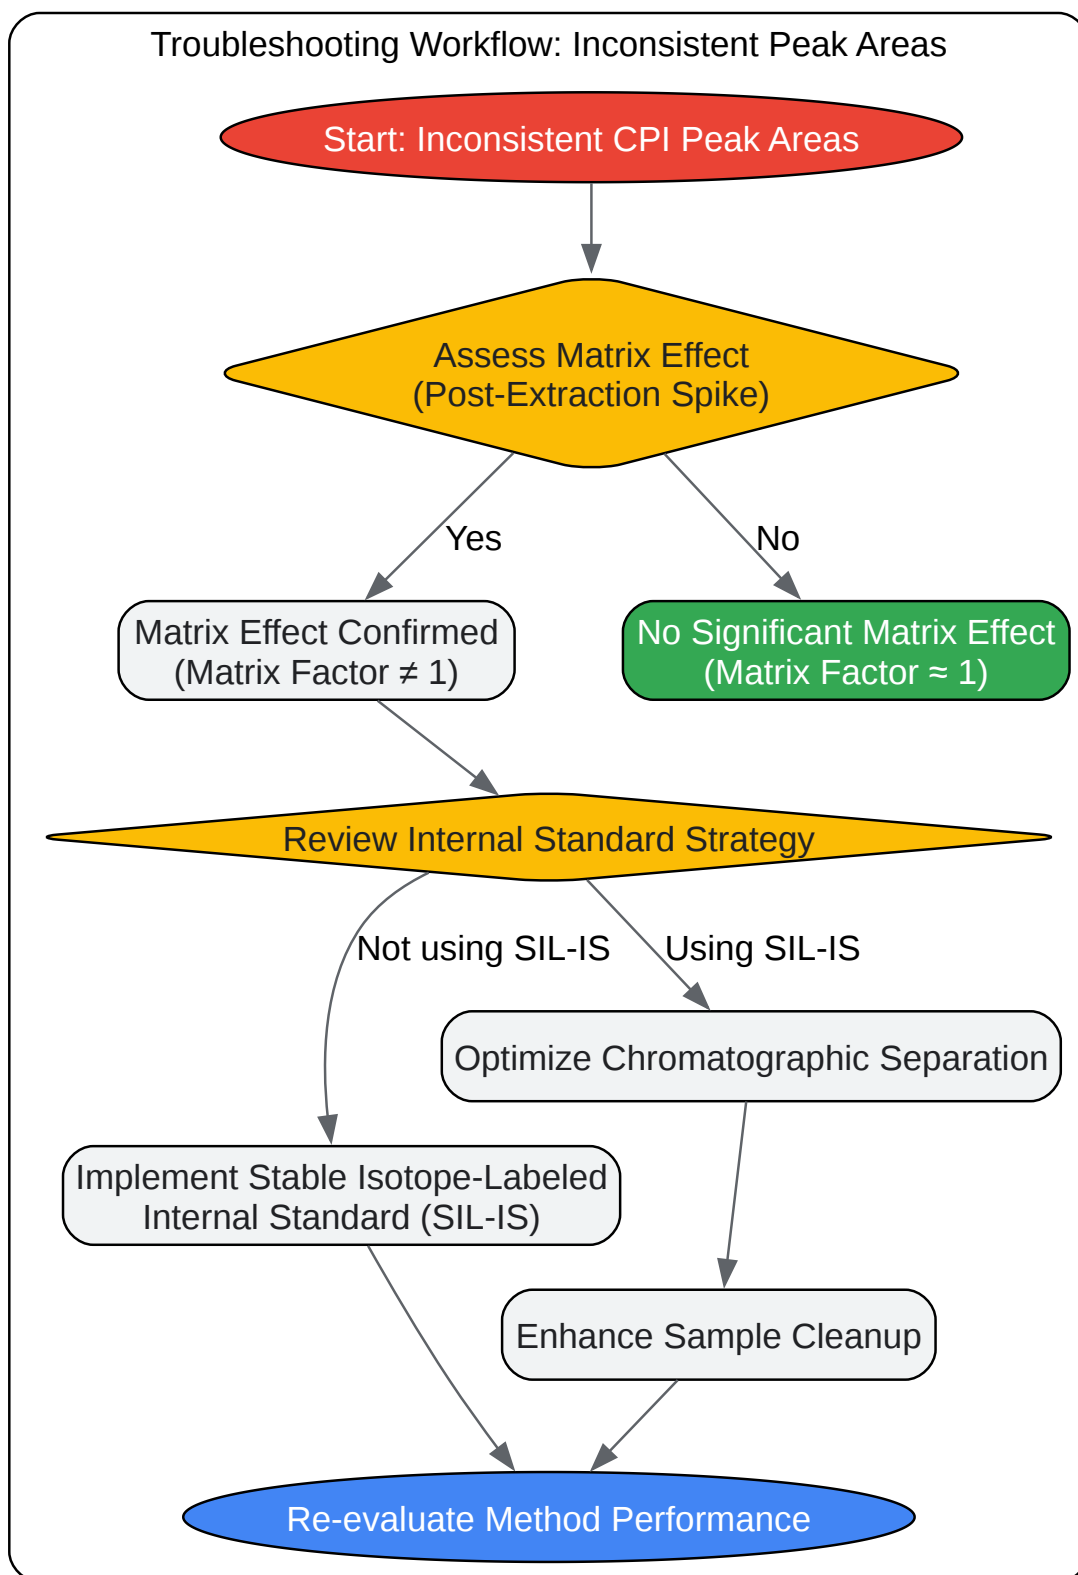 Troubleshooting Workflow: Inconsistent Peak Areas
Start: Inconsistent CPI Peak Areas
Assess Matrix Effect
(Post-Extraction Spike)
Yes
No
Matrix Effect Confirmed
(Matrix Factor ≠ 1)
No Significant Matrix Effect
(Matrix Factor ≈ 1)
Review Internal Standard Strategy
Not using SIL-IS
Using SIL-IS
Optimize Chromatographic Separation
Implement Stable Isotope-Labeled
Internal Standard (SIL-IS)
Enhance Sample Cleanup
Re-evaluate Method Performance